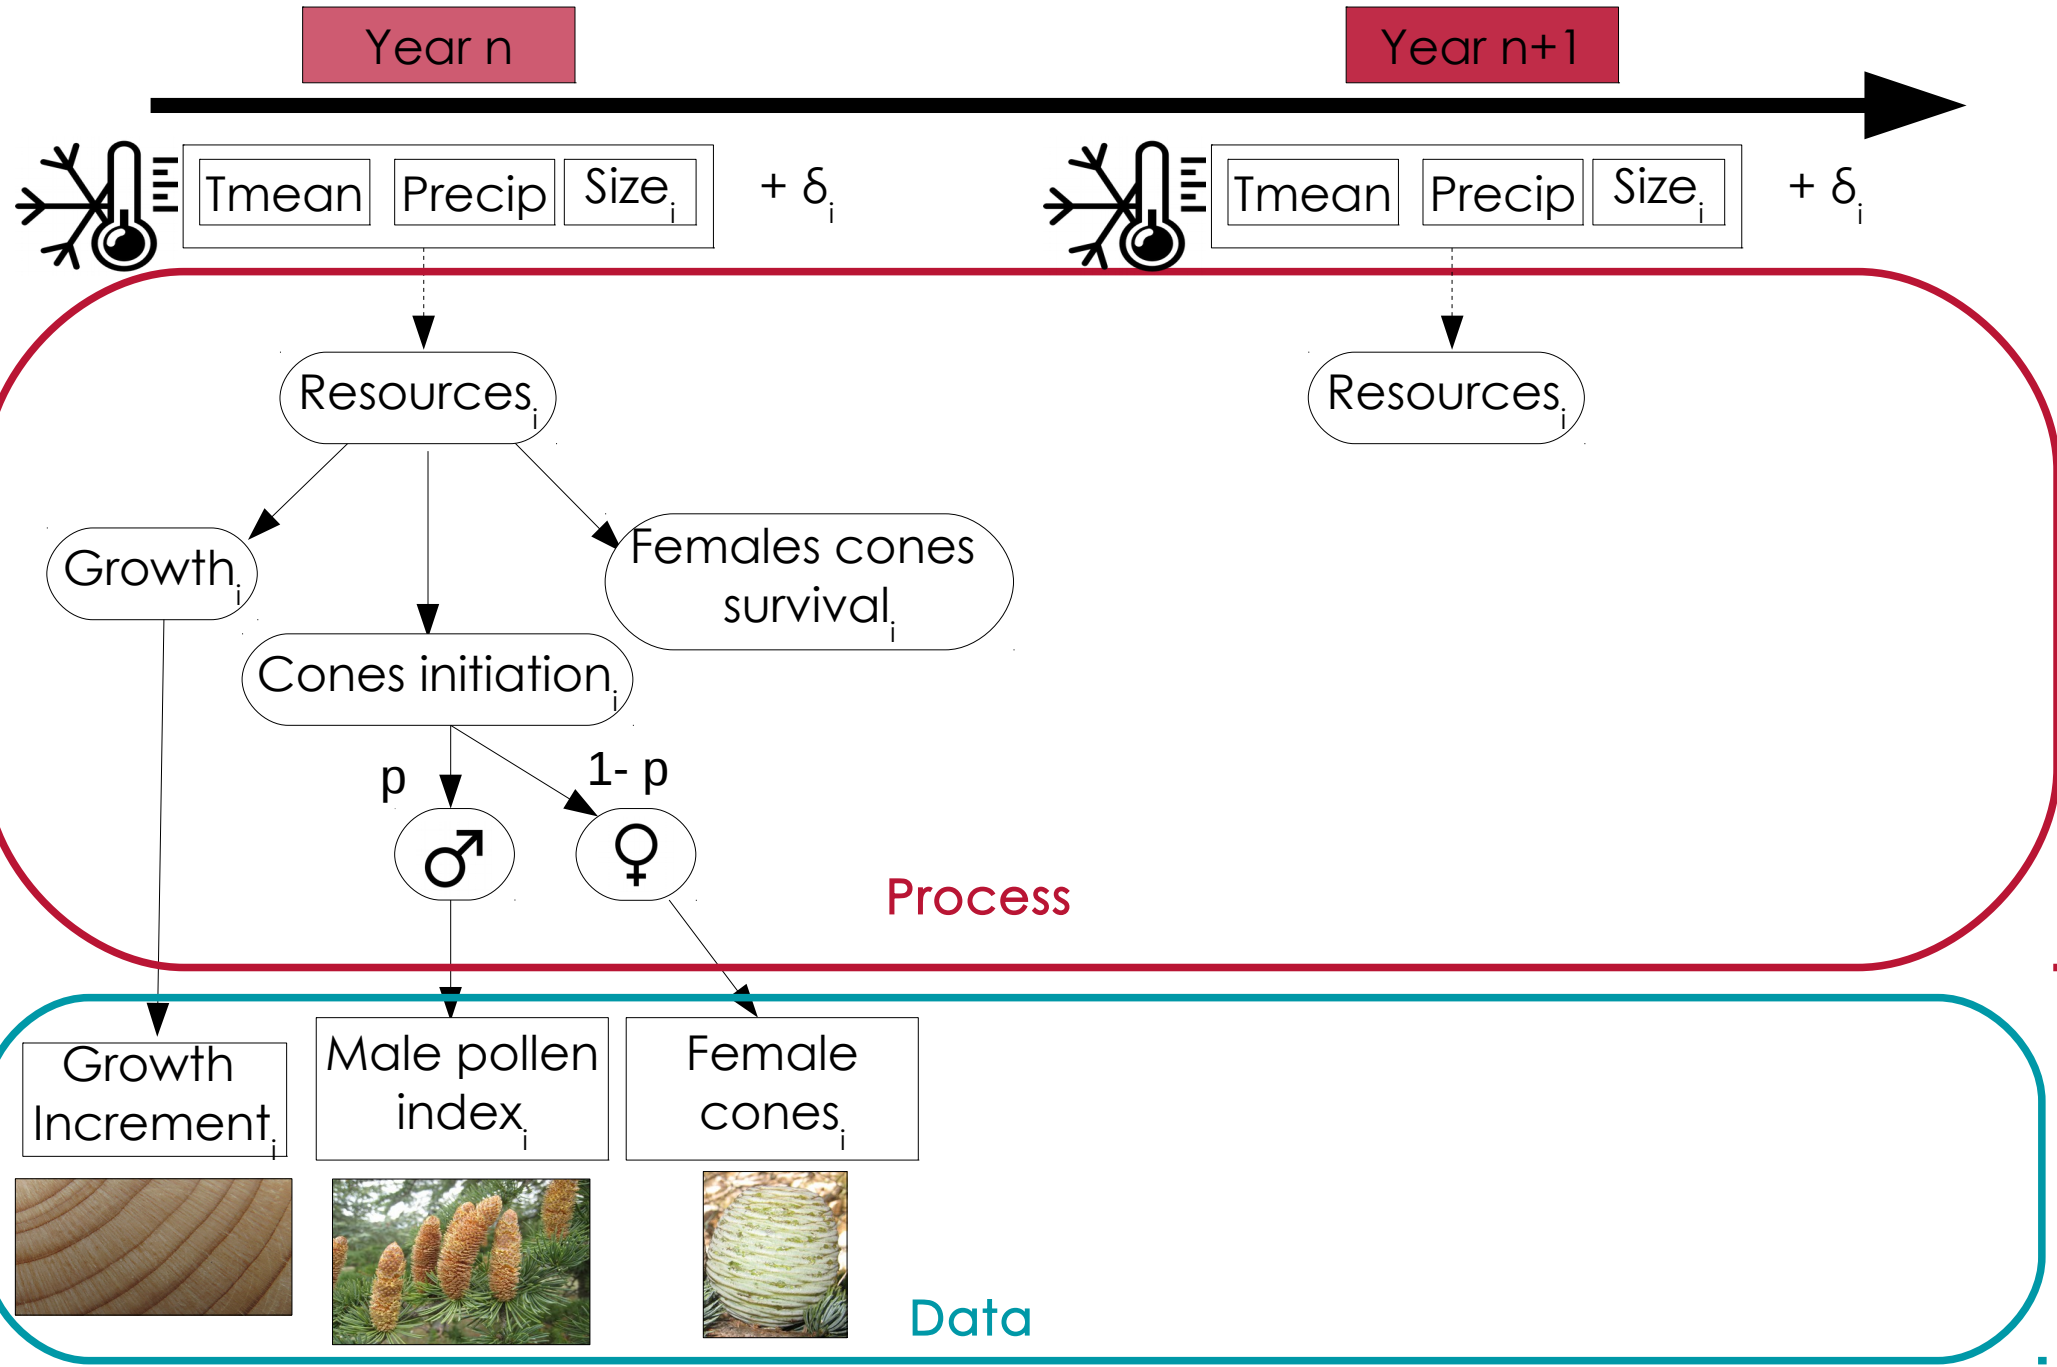 Year n
Year n+1
Tmean Precip Sizei + δi
Tmean Precip Sizei + δi
Resourcesi
Resourcesi
Growthi
Females cones
survivali
Cones initiationi
p
1- p
♂
♀
Process
Growth
Incrementi
Male pollen
indexi
Female
conesi
Data